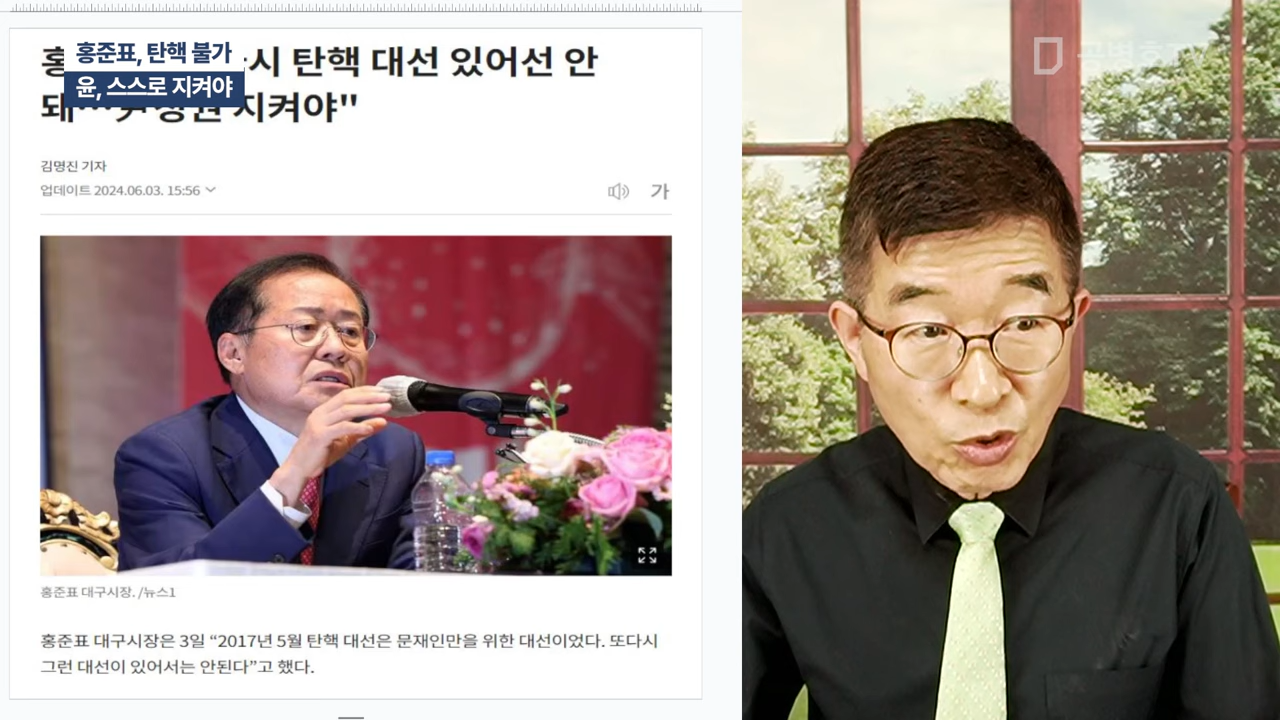 홍준표, 탄핵 불가
윤, 스스로 지켜야
홍 시 탄핵 대선 있어선 안
돼 지켜야"
김명진 기자
업데이트 2024.06.03. 15:56
가
홍준표 대구시장. /뉴스1
홍준표 대구시장은 3일 “2017년 5월 탄핵 대선은 문재인만을 위한 대선이었다. 또다시
그런 대선이 있어서는 안된다”고 했다.